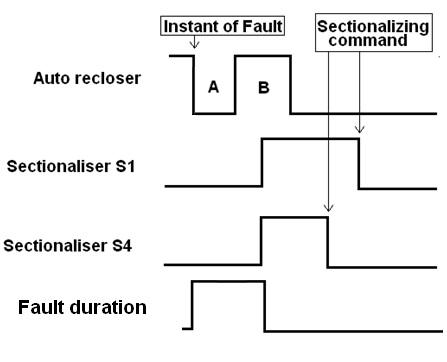 Instant of Fault
Sectionalizing
command
Auto recloser
A
B
Sectionaliser S1
Sectionaliser S4
Fault duration